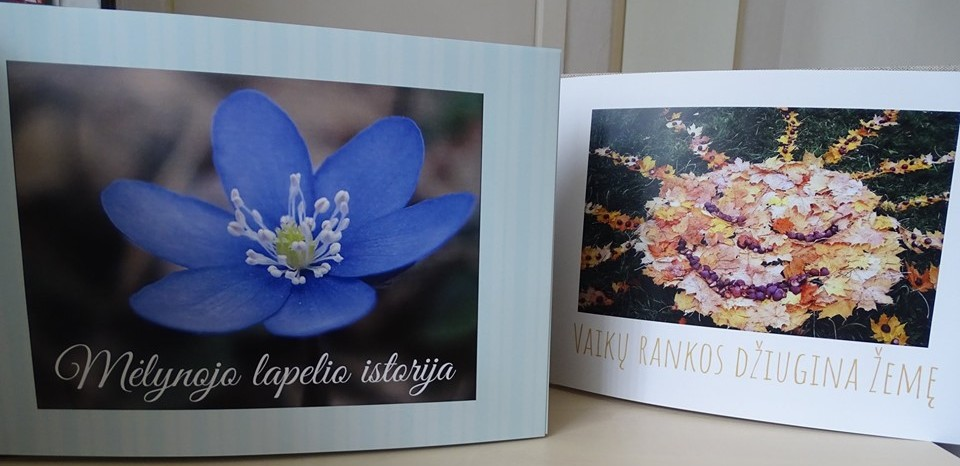 Mėlynojo lapelio istorija
Vaikų rankos džiugina žemę